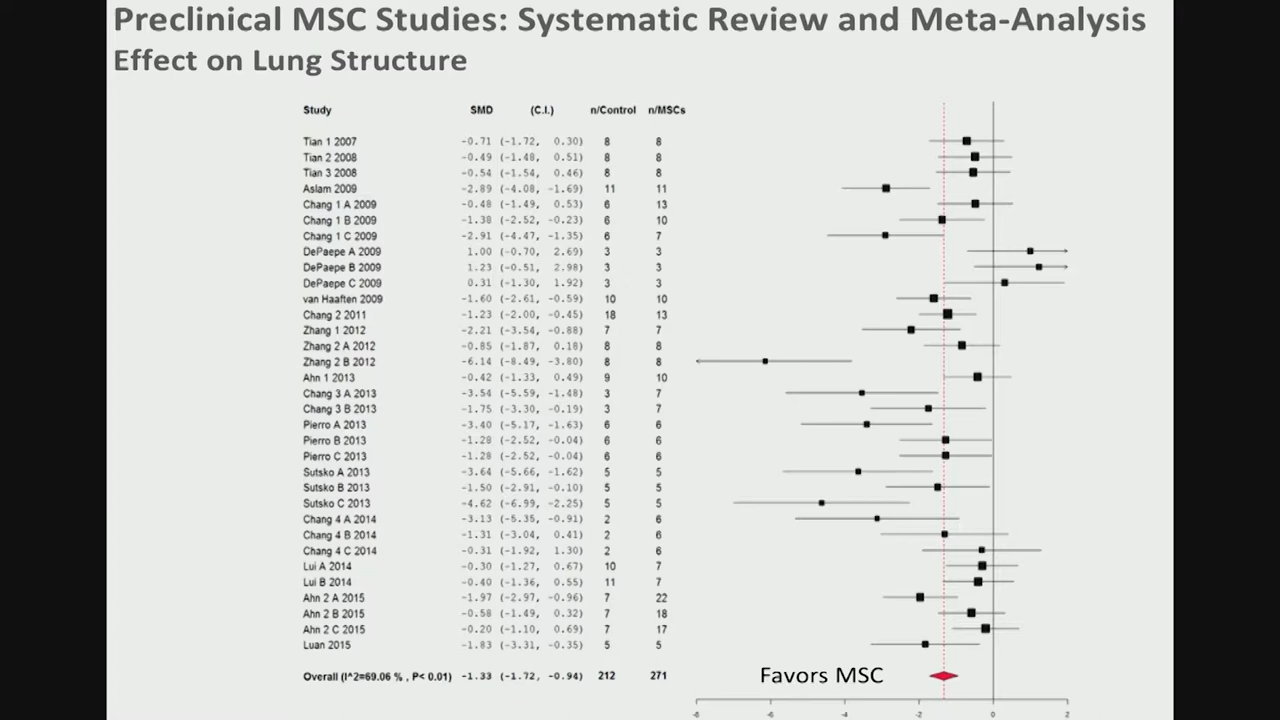 Preclinical MSC Studies: Systematic Review and Meta-Analysis
Effect on Lung Structure
Study SMD (C.I.) n/Control n/MSCs
Tian 1 2007 -0.71 (-1.72, 0.30) 8 8
Tian 2 2008 -0.49 (-1.48, 0.51) 8 8
Tian 3 2008 -0.54 (-1.54, 0.46) 8 8
Aslam 2009 -2.89 (-4.08, -1.69) 11 11
Chang 1 A 2009 -0.48 (-1.49, 0.53) 6 13
Chang 1 B 2009 -1.38 (-2.52, -0.23) 6 10
Chang 1 C 2009 -2.91 (-4.47, -1.35) 6 7
DePaepe A 2009 1.00 (-0.70, 2.69) 3 3
DePaepe B 2009 1.23 (-0.51, 2.98) 3 3
DePaepe C 2009 0.31 (-1.30, 1.92) 3 3
van Haaften 2009 -1.60 (-2.61, -0.59) 10 10
Chang 2 2011 -1.23 (-2.00, -0.45) 18 13
Zhang 1 2012 -2.21 (-3.54, -0.88) 7 7
Zhang 2 A 2012 -0.85 (-1.87, 0.18) 8 8
Zhang 2 B 2012 -6.14 (-8.49, -3.80) 8 8
Ahn 1 2013 -0.42 (-1.33, 0.49) 9 10
Chang 3 A 2013 -3.54 (-5.59, -1.48) 3 7
Chang 3 B 2013 -1.75 (-3.30, -0.19) 3 7
Pierro A 2013 -3.40 (-5.17, -1.63) 6 6
Pierro B 2013 -1.28 (-2.52, -0.04) 6 6
Pierro C 2013 -1.28 (-2.52, -0.04) 6 6
Sutsko A 2013 -3.64 (-5.66, -1.62) 5 5
Sutsko B 2013 -1.50 (-2.91, -0.10) 5 5
Sutsko C 2013 -4.62 (-6.99, -2.25) 5 5
Chang 4 A 2014 -3.13 (-5.35, -0.91) 2 6
Chang 4 B 2014 -1.31 (-3.04, 0.41) 2 6
Chang 4 C 2014 -0.31 (-1.92, 1.30) 2 6
Lui A 2014 -0.30 (-1.27, 0.67) 10 7
Lui B 2014 -0.40 (-1.36, 0.55) 11 7
Ahn 2 A 2015 -1.97 (-2.97, -0.96) 7 22
Ahn 2 B 2015 -0.58 (-1.49, 0.32) 7 18
Ahn 2 C 2015 -0.20 (-1.10, 0.69) 7 17
Luan 2015 -1.83 (-3.31, -0.35) 5 5
Overall (I^2=69.06 % , P< 0.01) -1.33 (-1.72, -0.94) 212 271 Favors MSC
-8 -6 -4 -2 0 2